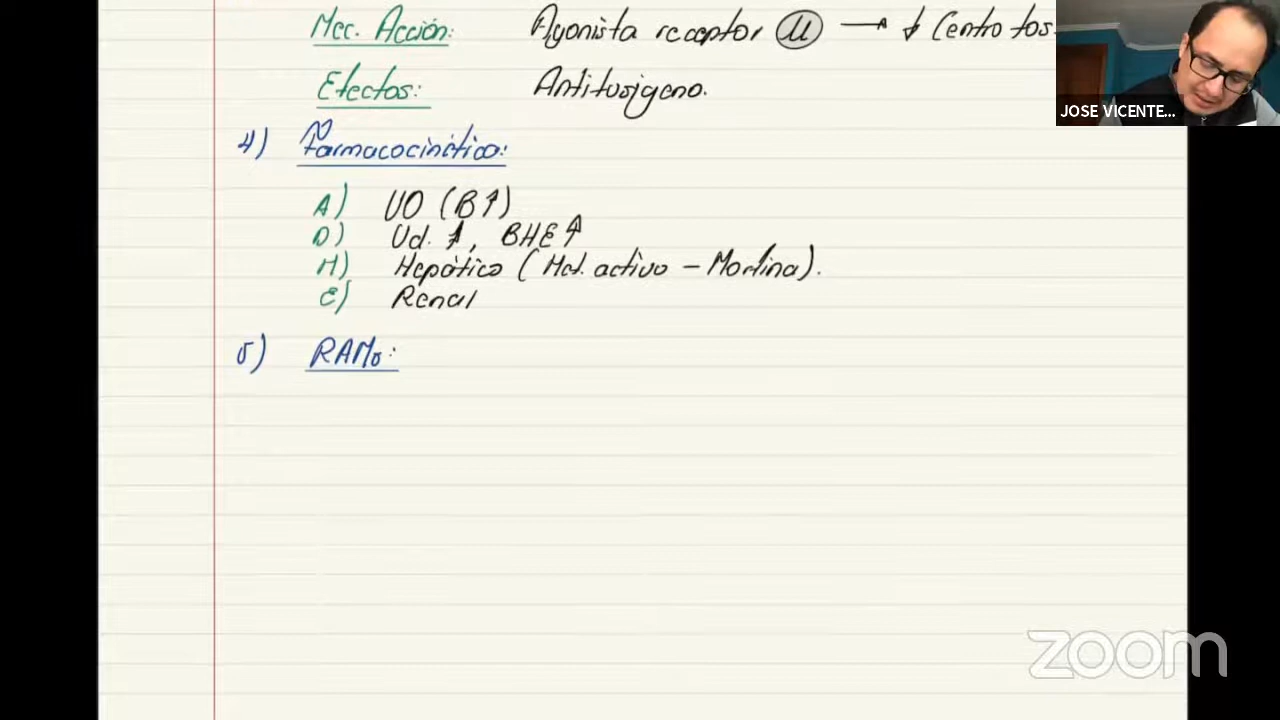 Mec. Acción: Agonista receptor μ → ↓ Centro tos.
Efectos: Antitusígeno.
4) Farmacocinética:
A) VO (B↑)
D) Vd. ↑, BHE ↑
M) Hepático (Met. activo – Morfina).
E) Renal
5) RAMs:
JOSE VICENTE...
zoom